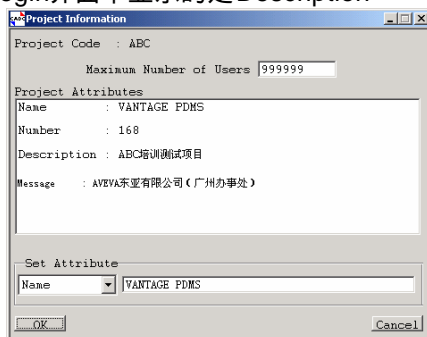 ogin界面中显示的是Description
Project Information
Project Code : ABC
Maximum Number of Users 999999
Project Attributes
Name : VANTAGE PDMS
Number : 168
Description : ABC培训测试项目
Message : AVEVA东亚有限公司(广州办事处)
Set Attribute
Name VANTAGE PDMS
OK Cancel